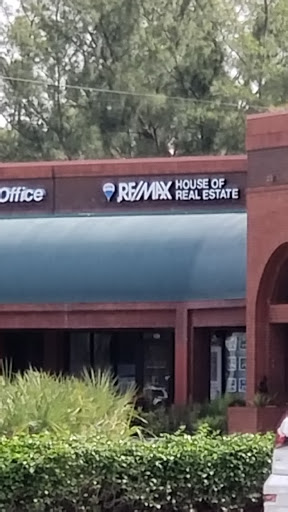 Office
RE/MAX HOUSE OF
REAL ESTATE